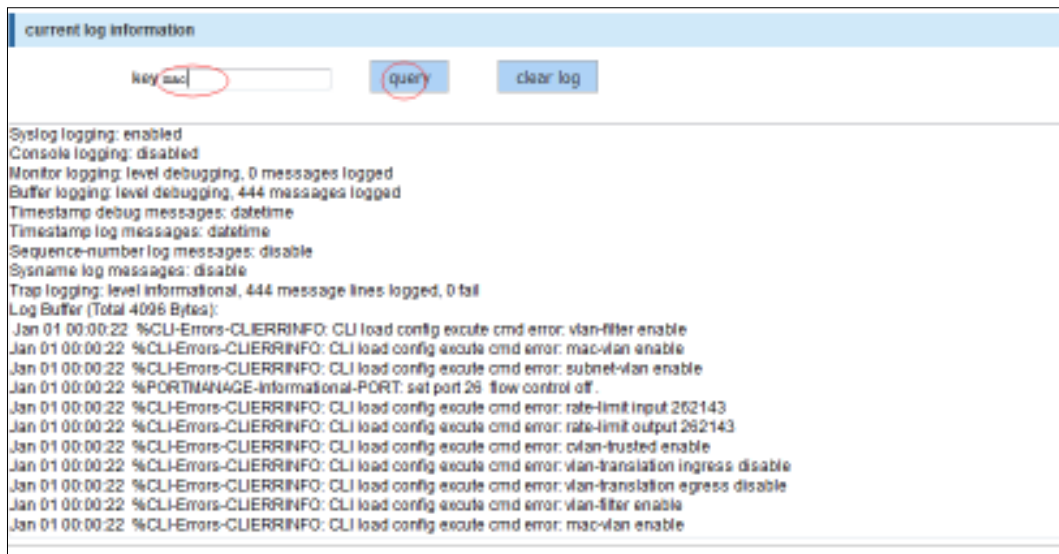 current log information
key mac query clear log
Syslog logging: enabled
Console logging: disabled
Monitor logging: level debugging, 0 messages logged
Buffer logging: level debugging, 444 messages logged
Timestamp debug messages: datetime
Timestamp log messages: datetime
Sequence-number log messages: disable
Sysname log messages: disable
Trap logging: level informational, 444 message lines logged, 0 fail
Log Buffer (Total 4096 Bytes):
Jan 01 00:00:22 %CLI-Errors-CLIERRINFO: CLI load config excute cmd error: vlan-filter enable
Jan 01 00:00:22 %CLI-Errors-CLIERRINFO: CLI load config excute cmd error: mac-vlan enable
Jan 01 00:00:22 %CLI-Errors-CLIERRINFO: CLI load config excute cmd error: subnet-vlan enable
Jan 01 00:00:22 %PORTMANAGE-Informational-PORT: set port 26 flow control off .
Jan 01 00:00:22 %CLI-Errors-CLIERRINFO: CLI load config excute cmd error: rate-limit input 262143
Jan 01 00:00:22 %CLI-Errors-CLIERRINFO: CLI load config excute cmd error: rate-limit output 262143
Jan 01 00:00:22 %CLI-Errors-CLIERRINFO: CLI load config excute cmd error: cvlan-trusted enable
Jan 01 00:00:22 %CLI-Errors-CLIERRINFO: CLI load config excute cmd error: vlan-translation ingress disable
Jan 01 00:00:22 %CLI-Errors-CLIERRINFO: CLI load config excute cmd error: vlan-translation egress disable
Jan 01 00:00:22 %CLI-Errors-CLIERRINFO: CLI load config excute cmd error: vlan-filter enable
Jan 01 00:00:22 %CLI-Errors-CLIERRINFO: CLI load config excute cmd error: mac-vlan enable